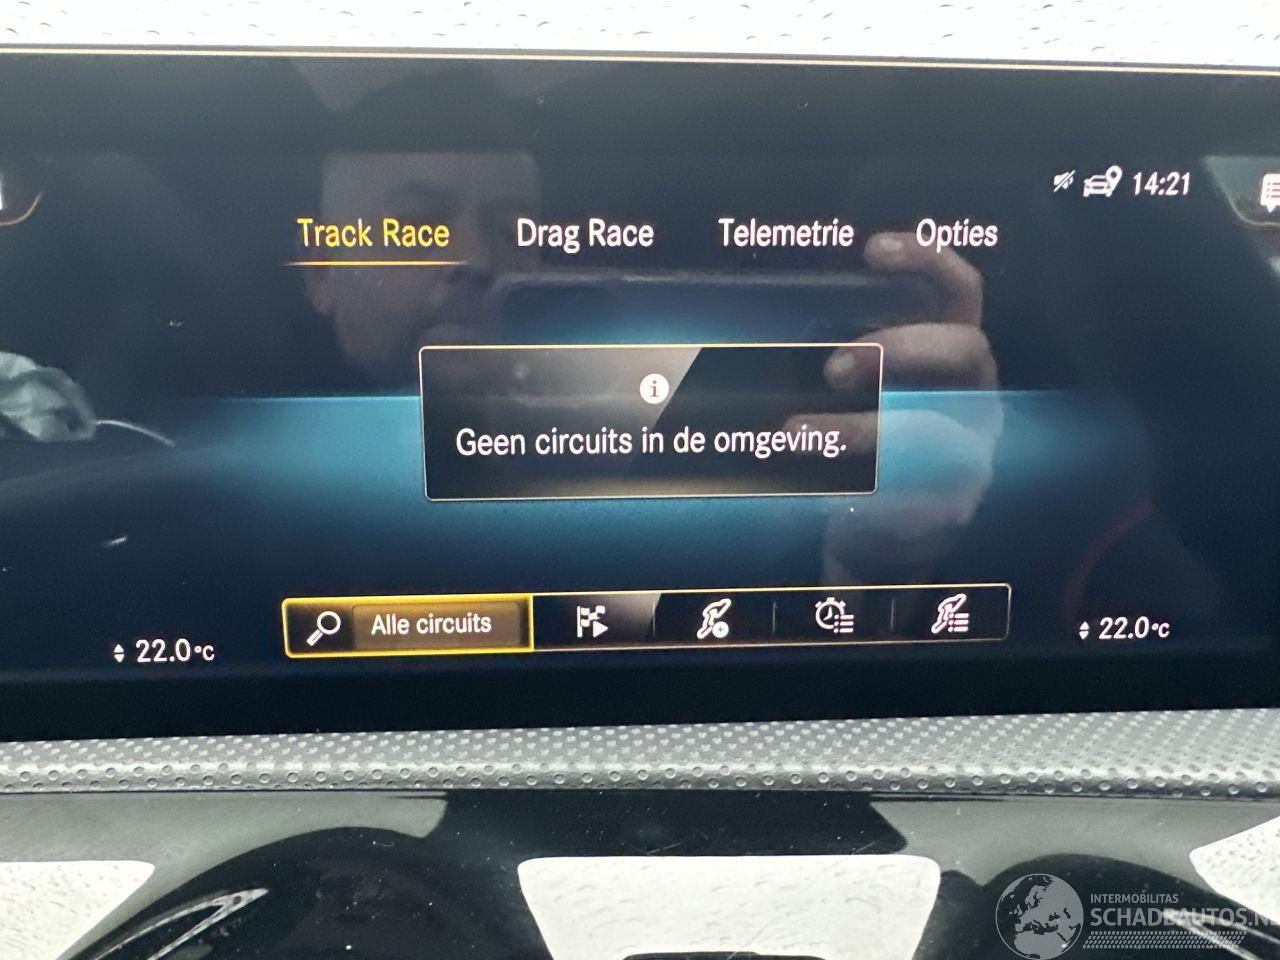 14:21
Track Race Drag Race Telemetrie Opties
i
Geen circuits in de omgeving.
Alle circuits
22.0°C 22.0°C
INTERMOBILITAS
SCHADEAUTOS.N